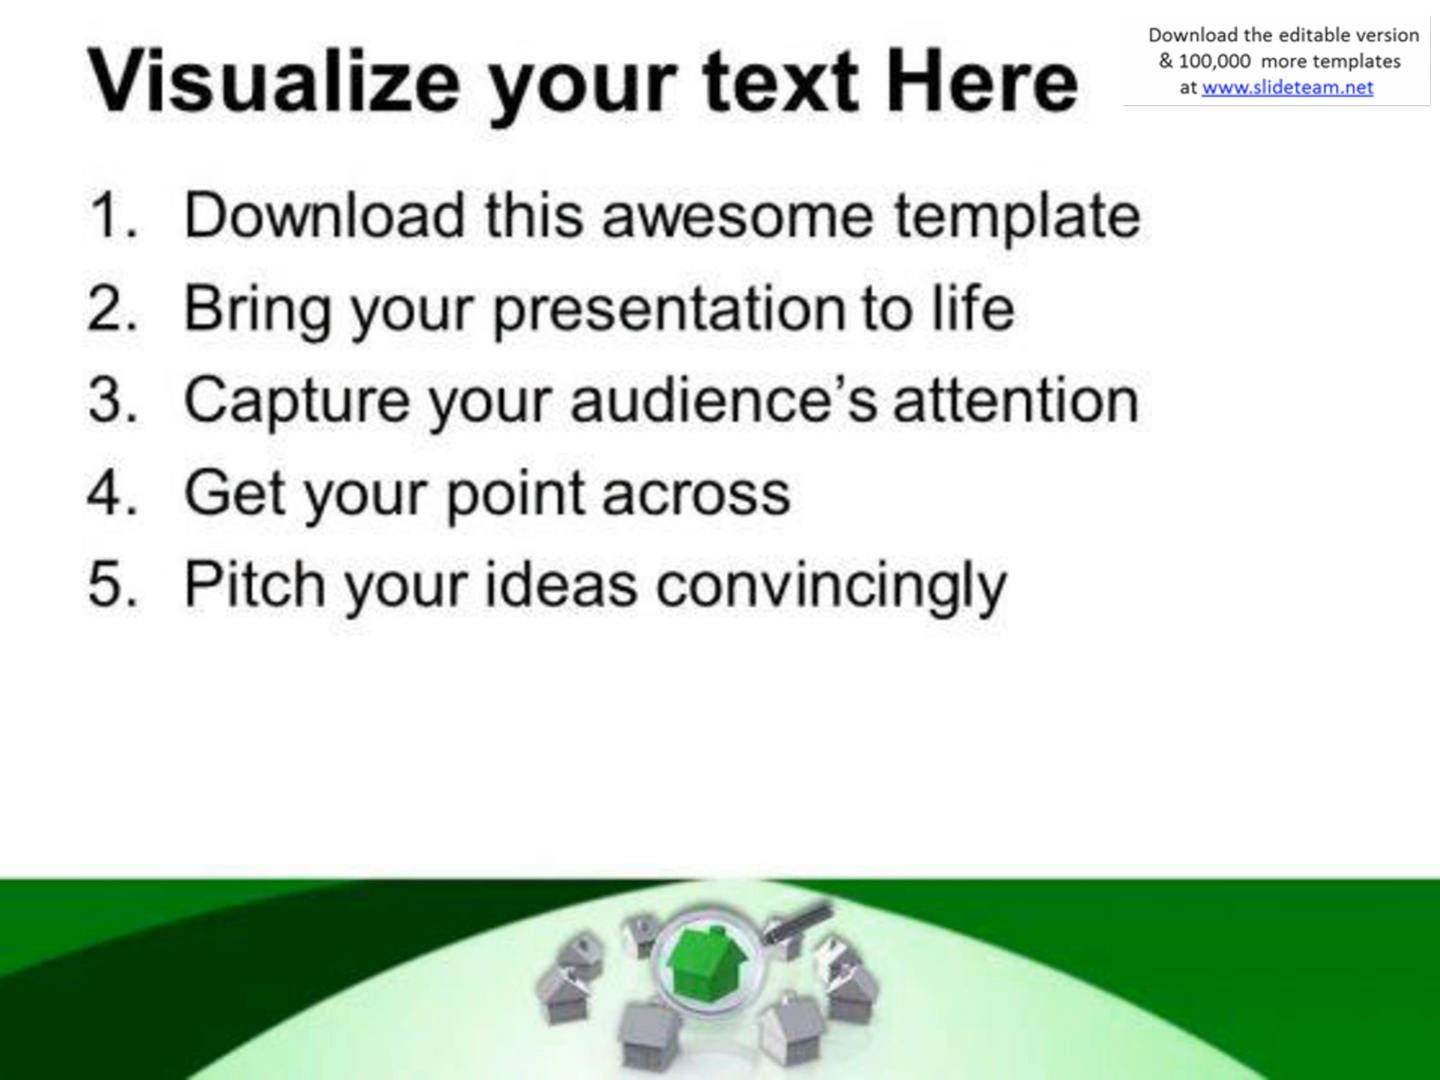 Visualize your text Here
Download the editable version
& 100,000 more templates
at www.slideteam.net
1. Download this awesome template
2. Bring your presentation to life
3. Capture your audience’s attention
4. Get your point across
5. Pitch your ideas convincingly